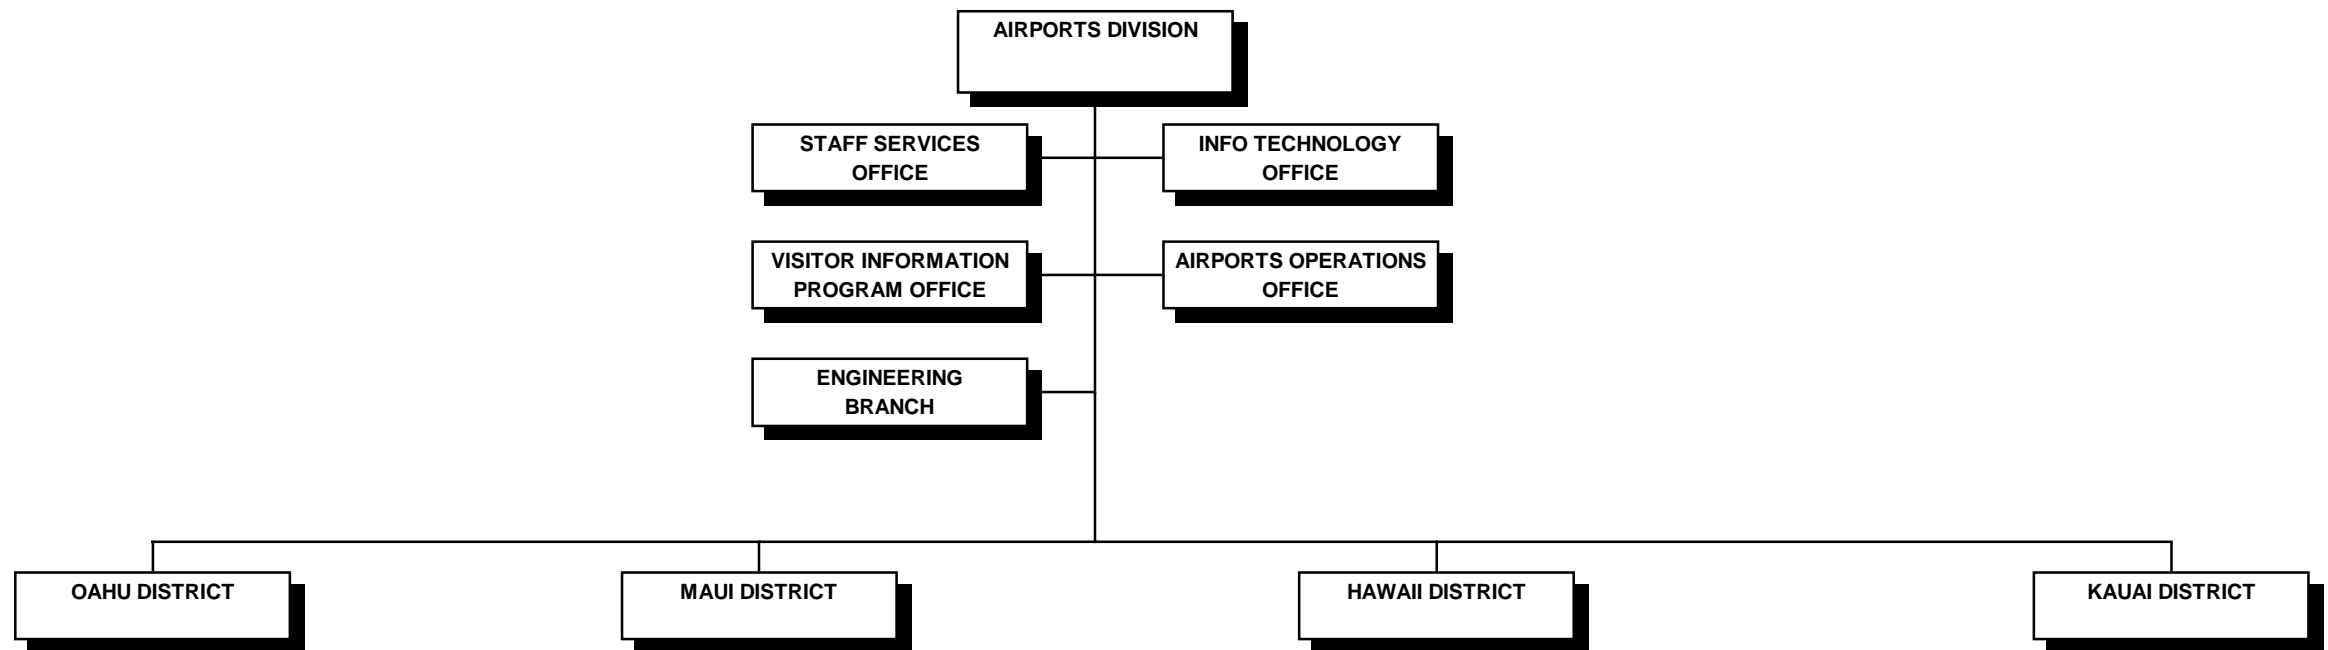 AIRPORTS DIVISION
STAFF SERVICES
OFFICE
INFO TECHNOLOGY
OFFICE
VISITOR INFORMATION
PROGRAM OFFICE
AIRPORTS OPERATIONS
OFFICE
ENGINEERING
BRANCH
OAHU DISTRICT
MAUI DISTRICT
HAWAII DISTRICT
KAUAI DISTRICT